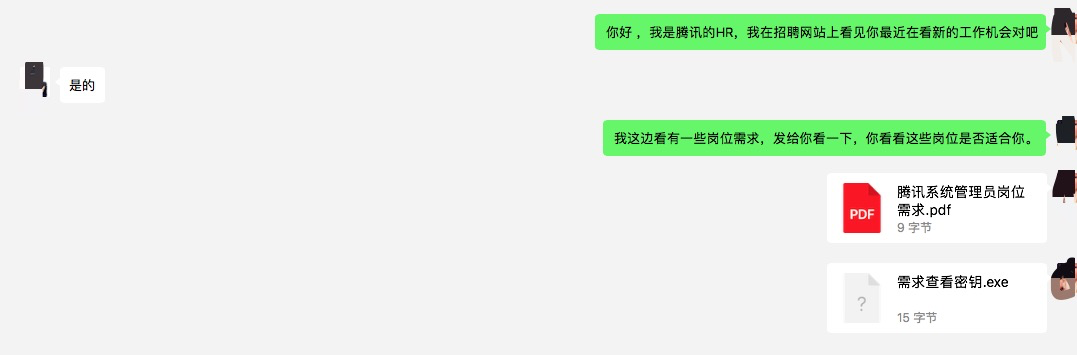 你好 ，我是腾讯的HR，我在招聘网站上看见你最近在看新的工作机会对吧
是的
我这边看有一些岗位需求，发给你看一下，你看看这些岗位是否适合你。
腾讯系统管理员岗位
需求.pdf
PDF
9 字节
需求查看密钥.exe
?
15 字节